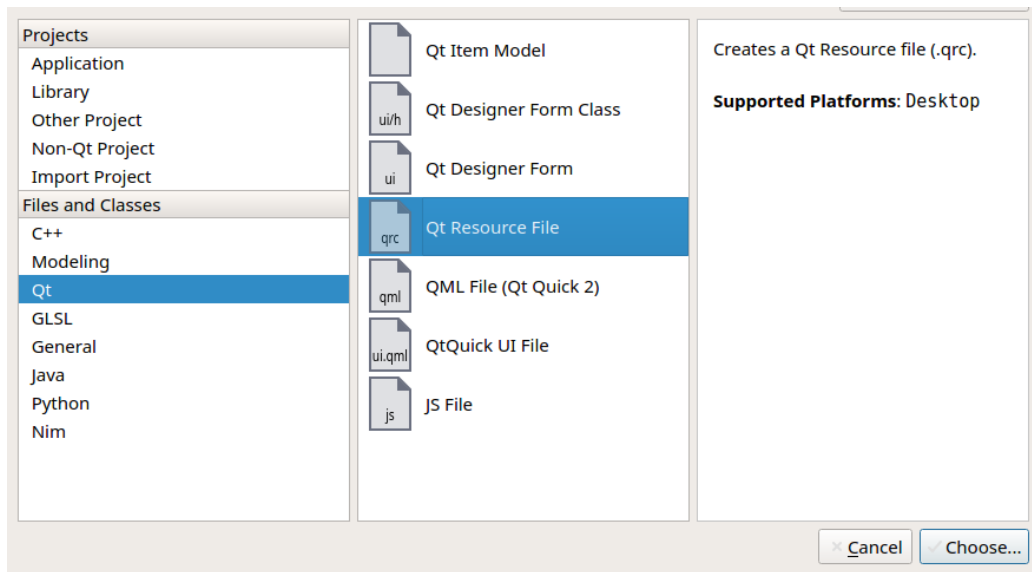 Projects
Application
Library
Other Project
Non-Qt Project
Import Project
Files and Classes
C++
Modeling
Qt
GLSL
General
Java
Python
Nim
Qt Item Model
ui/h
Qt Designer Form Class
ui
Qt Designer Form
qrc
Qt Resource File
qml
QML File (Qt Quick 2)
ui.qml
QtQuick UI File
js
JS File
Creates a Qt Resource file (.qrc).
Supported Platforms: Desktop
Cancel
Choose...